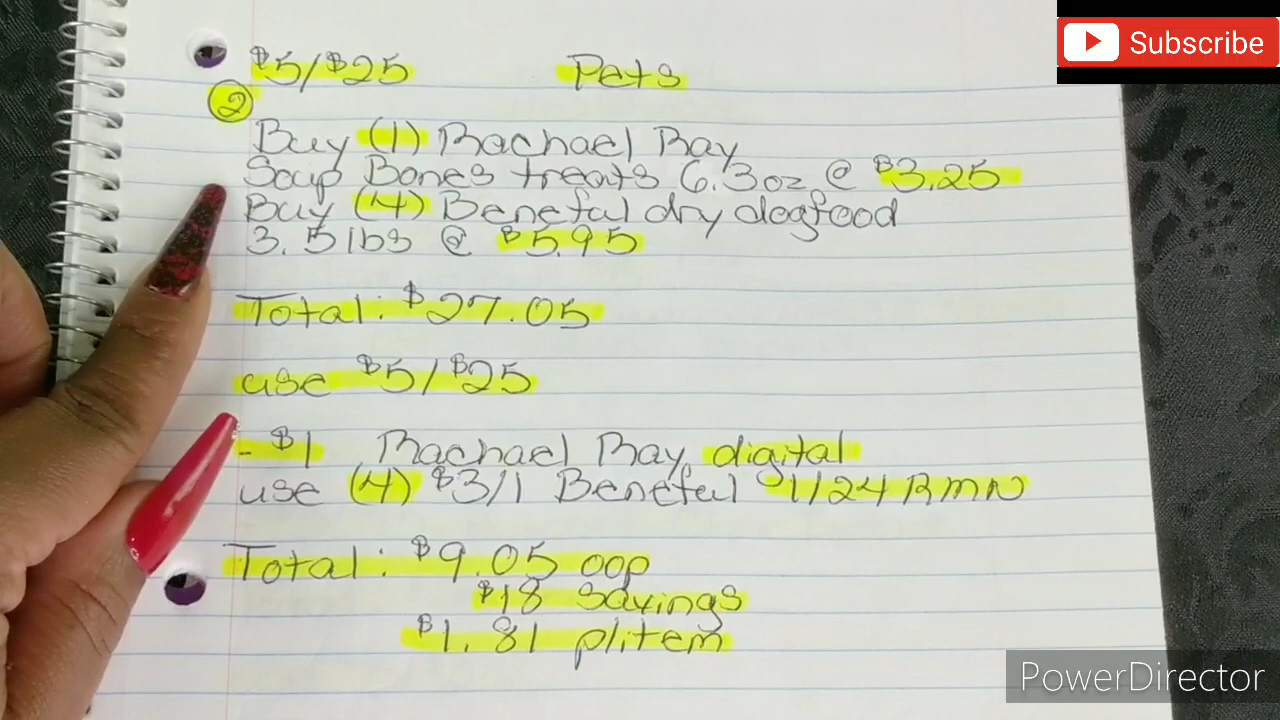 Subscribe
$5/$25 Pets
2
Buy (1) Rachael Ray
Soup Bones treats 6.3oz @ $3.25
Buy (4) Beneful dry dogfood
3.5lbs @ $5.95
Total: $27.05
use $5/$25
- $1 Rachael Ray digital
use (4) $3/1 Beneful 1/24 RMN
Total: $9.05 oop
$18 savings
$1.81 p/item
PowerDirector